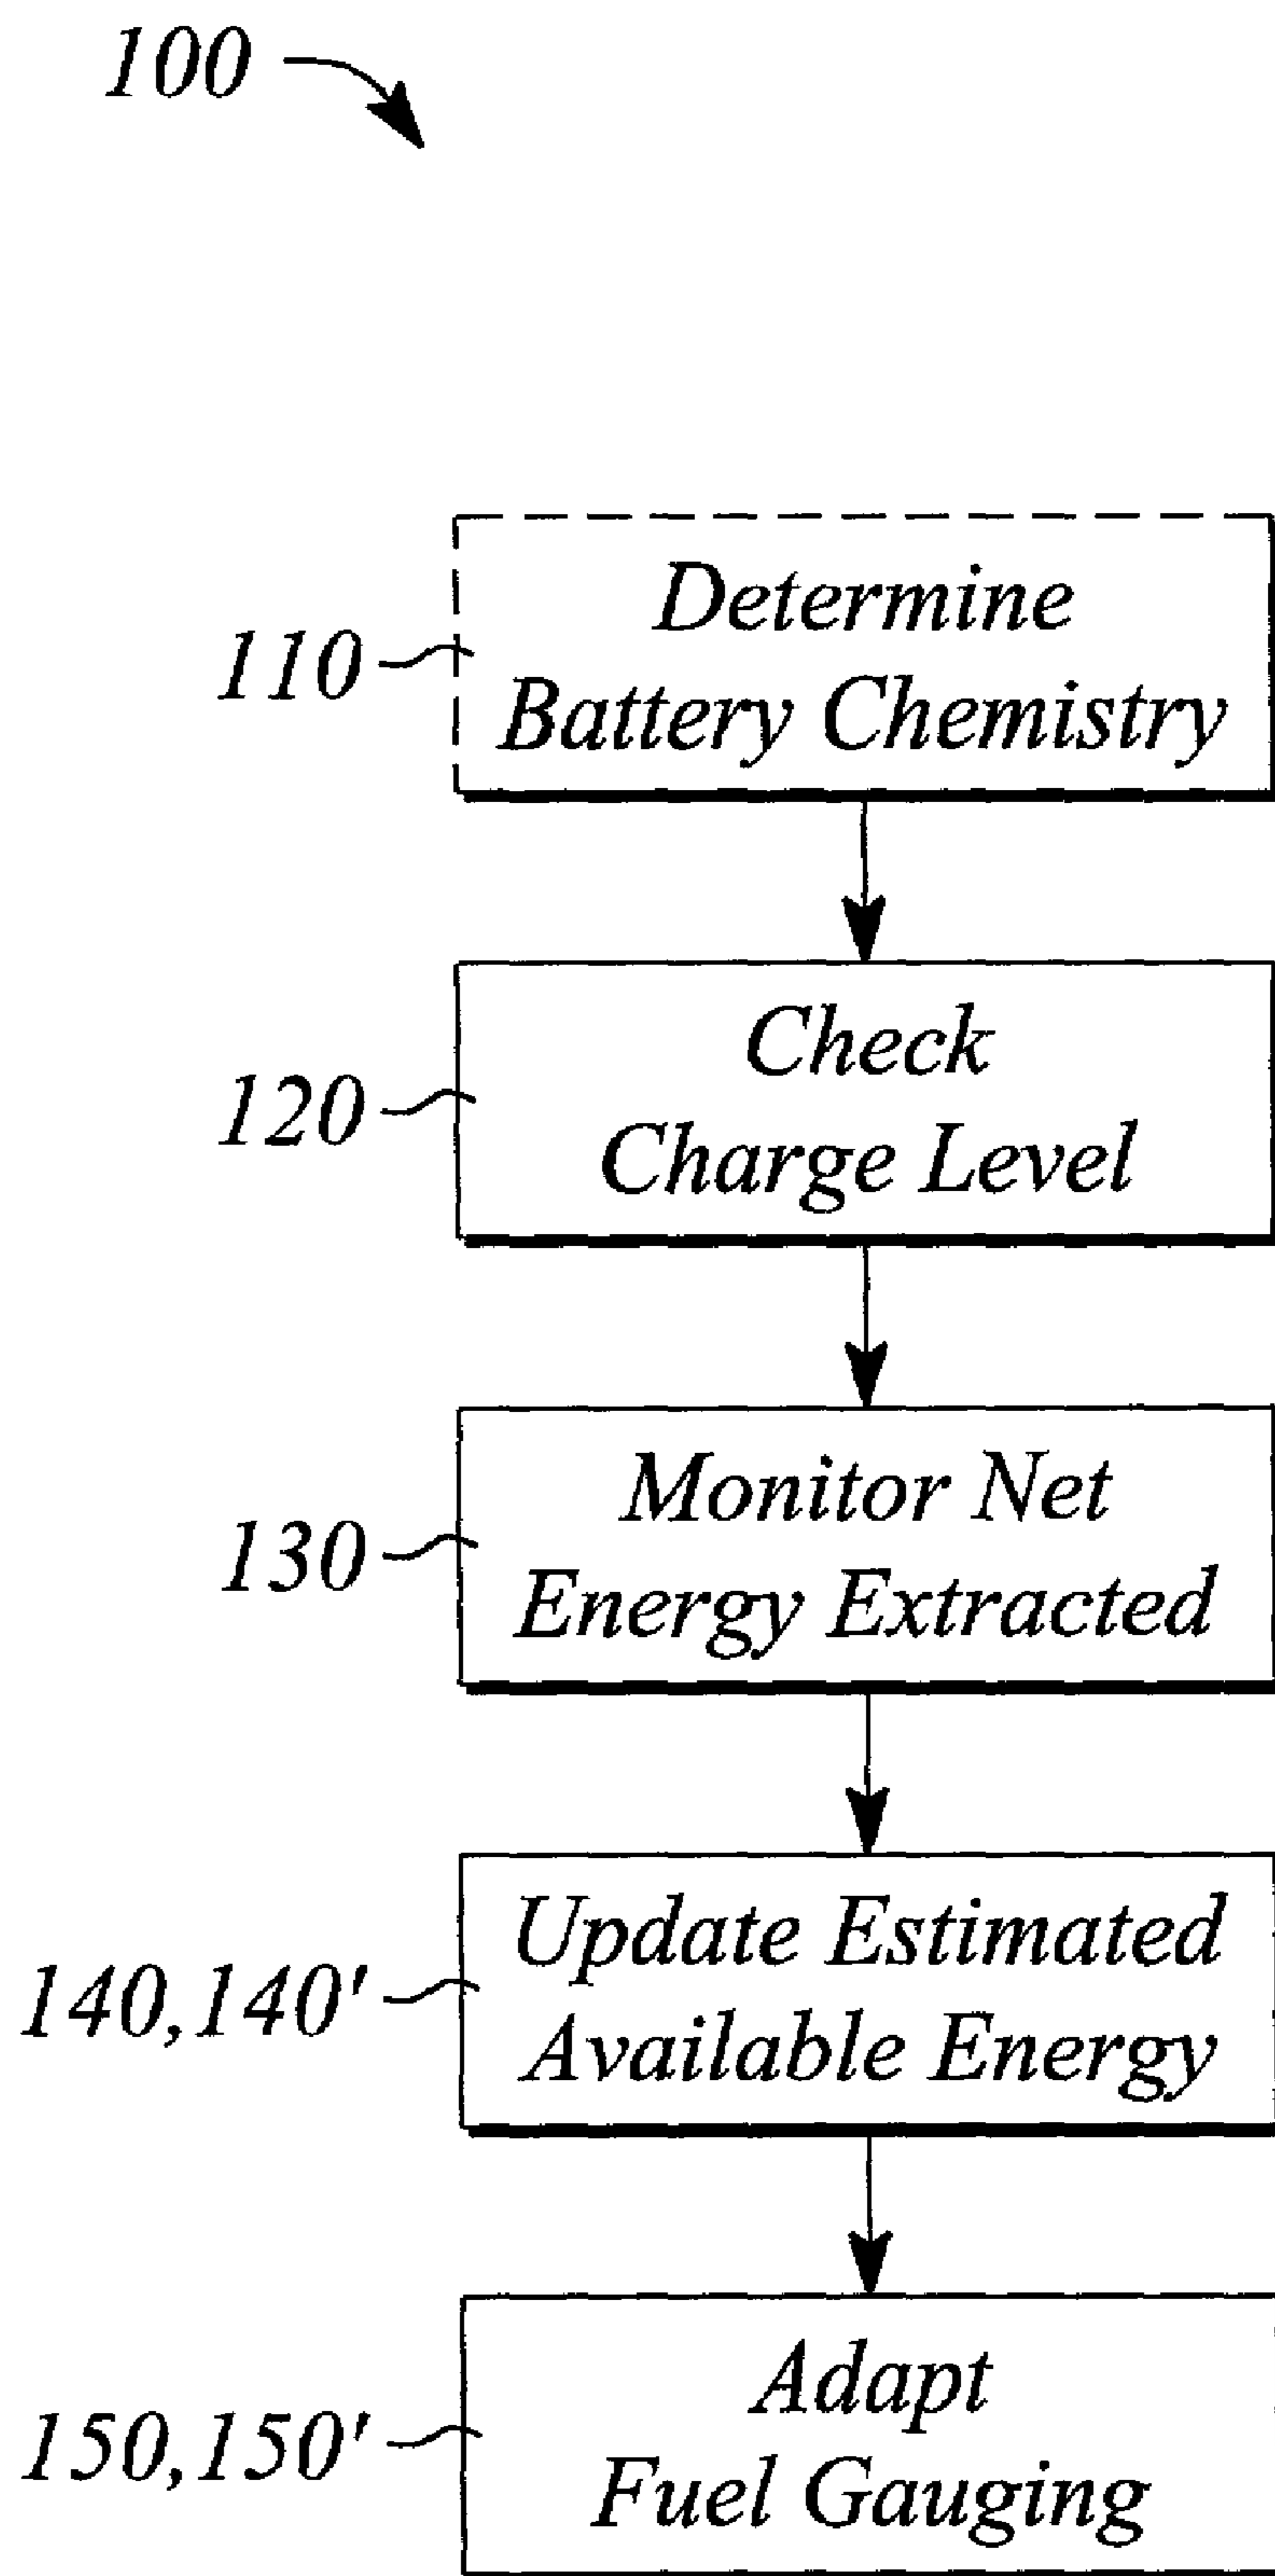 100
Determine
110 Battery Chemistry
Check
120 Charge Level
Monitor Net
130 Energy Extracted
Update Estimated
140,140' Available Energy
Adapt
150,150' Fuel Gauging